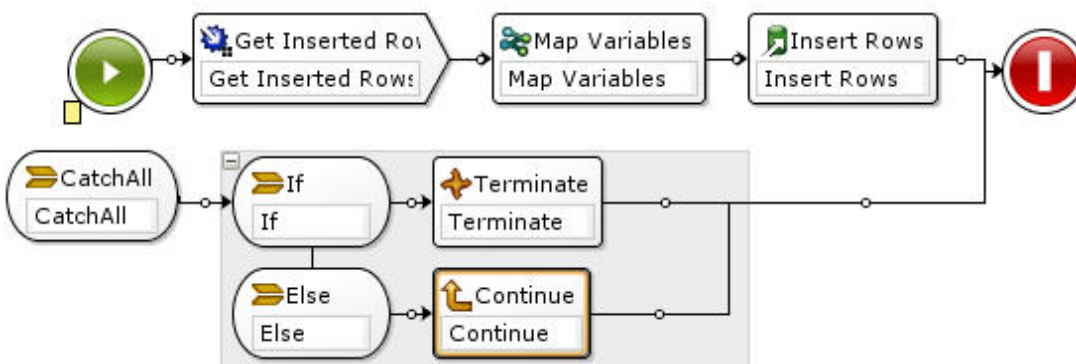 Get Inserted Rov
Get Inserted Rows
Map Variables
Map Variables
Insert Rows
Insert Rows
CatchAll
CatchAll
If
If
Terminate
Terminate
Else
Else
Continue
Continue